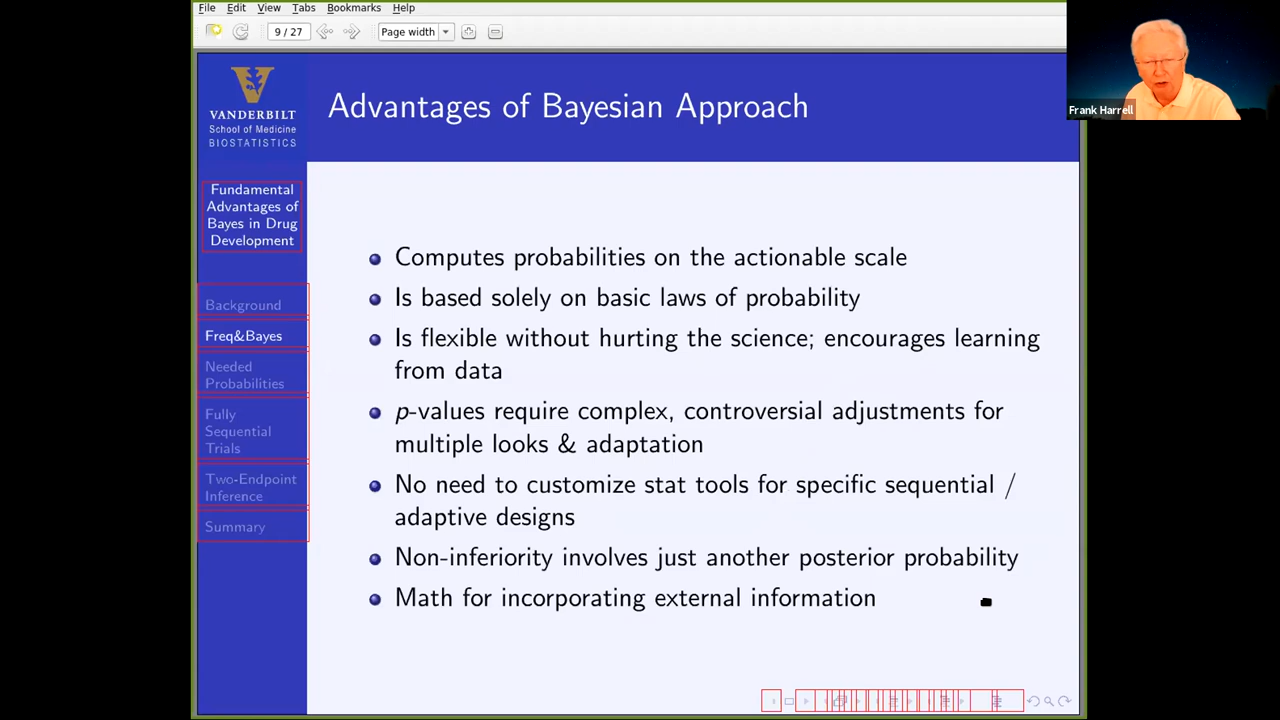 File Edit View Tabs Bookmarks Help
9 / 27 Page width
Frank Harrell
VANDERBILT
School of Medicine
BIOSTATISTICS
Advantages of Bayesian Approach
Fundamental
Advantages of
Bayes in Drug
Development
Background
Freq&Bayes
Needed
Probabilities
Fully
Sequential
Trials
Two-Endpoint
Inference
Summary
Computes probabilities on the actionable scale
Is based solely on basic laws of probability
Is flexible without hurting the science; encourages learning
from data
p-values require complex, controversial adjustments for
multiple looks & adaptation
No need to customize stat tools for specific sequential /
adaptive designs
Non-inferiority involves just another posterior probability
Math for incorporating external information